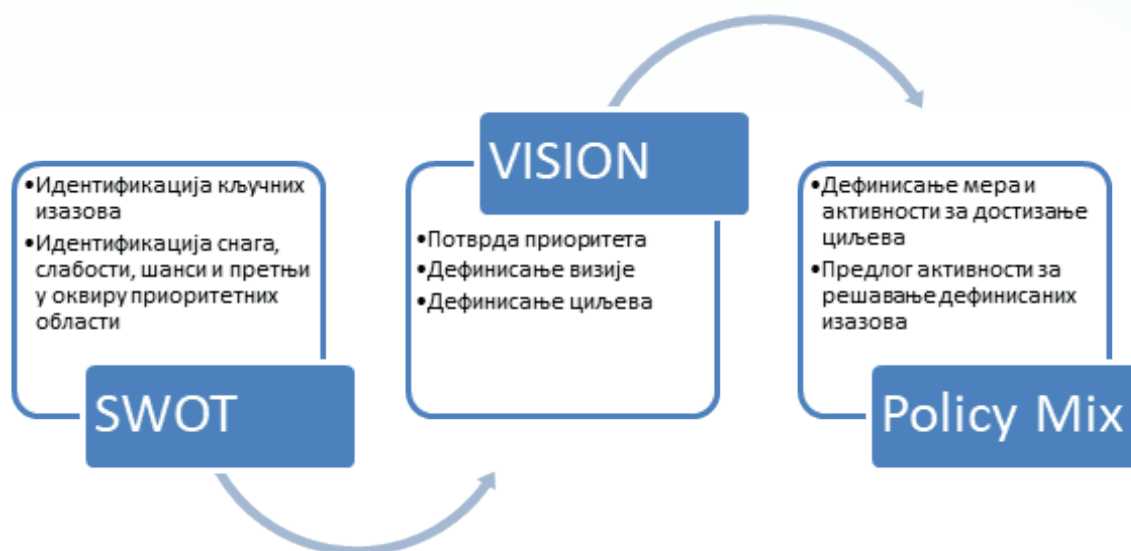 •Идентификација кључних
изазова
•Идентификација снага,
слабости, шанси и претњи
у оквиру приоритетних
области
SWOT
VISION
•Потврда приоритета
•Дефинисање визије
•Дефинисање циљева
•Дефинисање мера и
активности за достизање
циљева
•Предлог активности за
решавање дефинисаних
изазова
Policy Mix